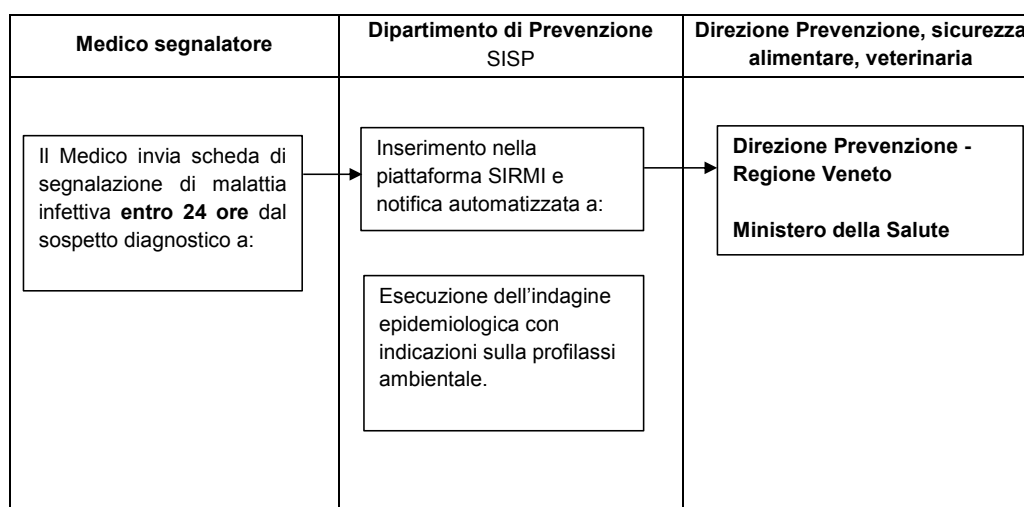 Medico segnalatore
Dipartimento di Prevenzione
SISP
Direzione Prevenzione, sicurezza
alimentare, veterinaria
Il Medico invia scheda di
segnalazione di malattia
infettiva entro 24 ore dal
sospetto diagnostico a:
Inserimento nella
piattaforma SIRMI e
notifica automatizzata a:
Esecuzione dell'indagine
epidemiologica con
indicazioni sulla profilassi
ambientale.
Direzione Prevenzione -
Regione Veneto
Ministero della Salute